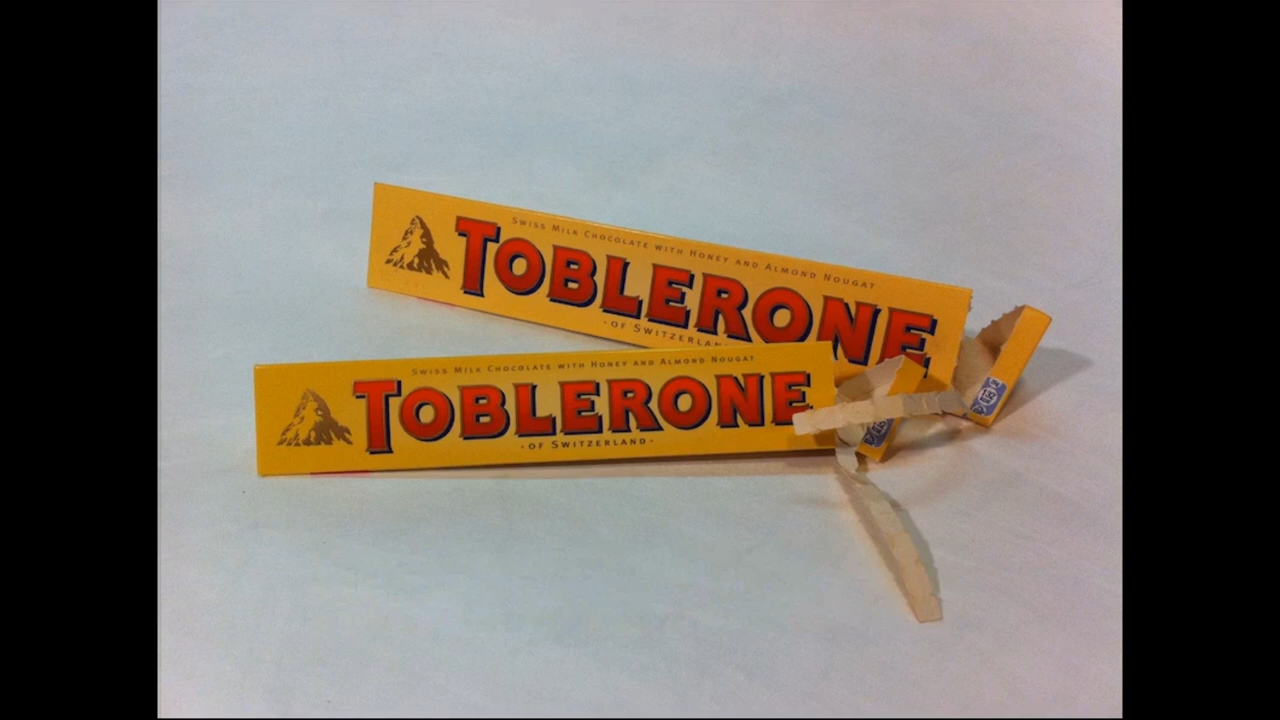 SWISS MILK CHOCOLATE WITH HONEY AND ALMOND NOUGAT
TOBLERONE
·OF SWITZERLAN
SWISS MILK CHOCOLATE WITH HONEY AND ALMOND NOUGAT
TOBLERONE
·OF SWITZERLAND·